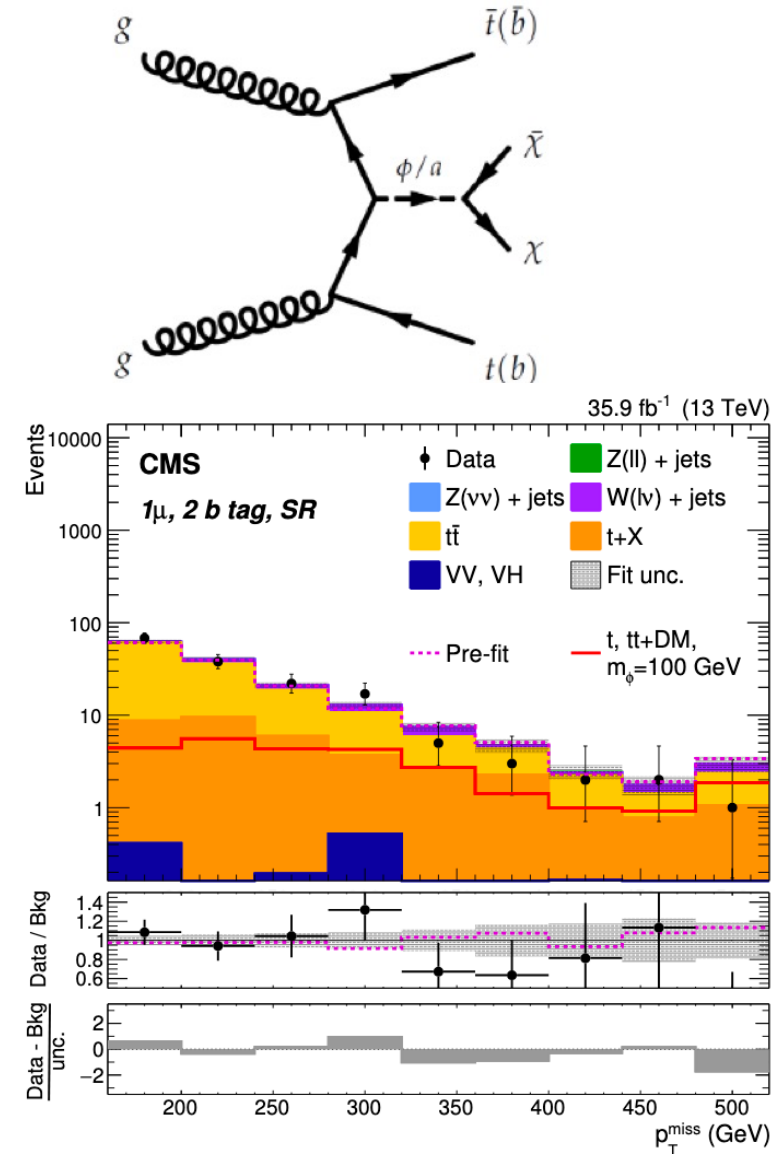 g
t̄(b̄)
χ̄
ϕ/a
χ
g
t(b)
35.9 fb⁻¹ (13 TeV)
Events
10000
1000
100
10
1
CMS
1μ, 2 b tag, SR
Data
Z(ll) + jets
Z(νν) + jets
W(lν) + jets
tt̄
t+X
VV, VH
Fit unc.
Pre-fit
t, tt+DM,
m_ϕ=100 GeV
Data / Bkg
1.4
1.2
1
0.8
0.6
Data - Bkg
unc.
2
0
−2
200 250 300 350 400 450 500
p_T^miss (GeV)